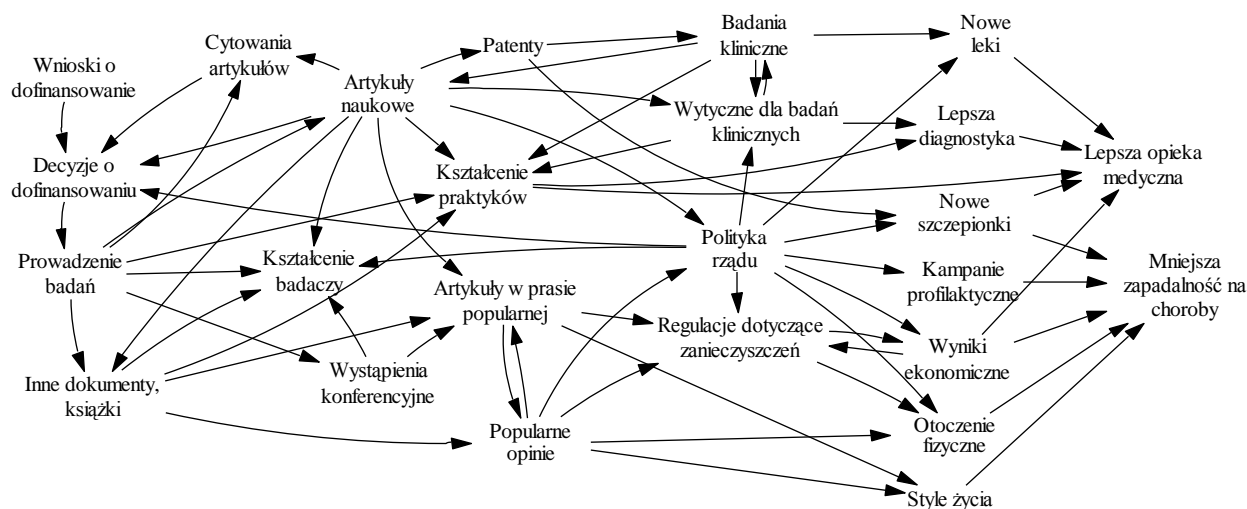 Wnioski o
dofinansowanie
Cytowania
artykułów
Artykuły
naukowe
Patenty
Badania
kliniczne
Nowe
leki
Wytyczne dla badań
klinicznych
Lepsza
diagnostyka
Lepsza opieka
medyczna
Decyzje o
dofinansowaniu
Kształcenie
praktyków
Nowe
szczepionki
Prowadzenie
badań
Kształcenie
badaczy
Polityka
rządu
Kampanie
profilaktyczne
Mniejsza
zapadalność na
choroby
Artykuły w prasie
popularnej
Regulacje dotyczące
zanieczyszczeń
Wyniki
ekonomiczne
Inne dokumenty,
książki
Wystąpienia
konferencyjne
Popularne
opinie
Otoczenie
fizyczne
Style życia